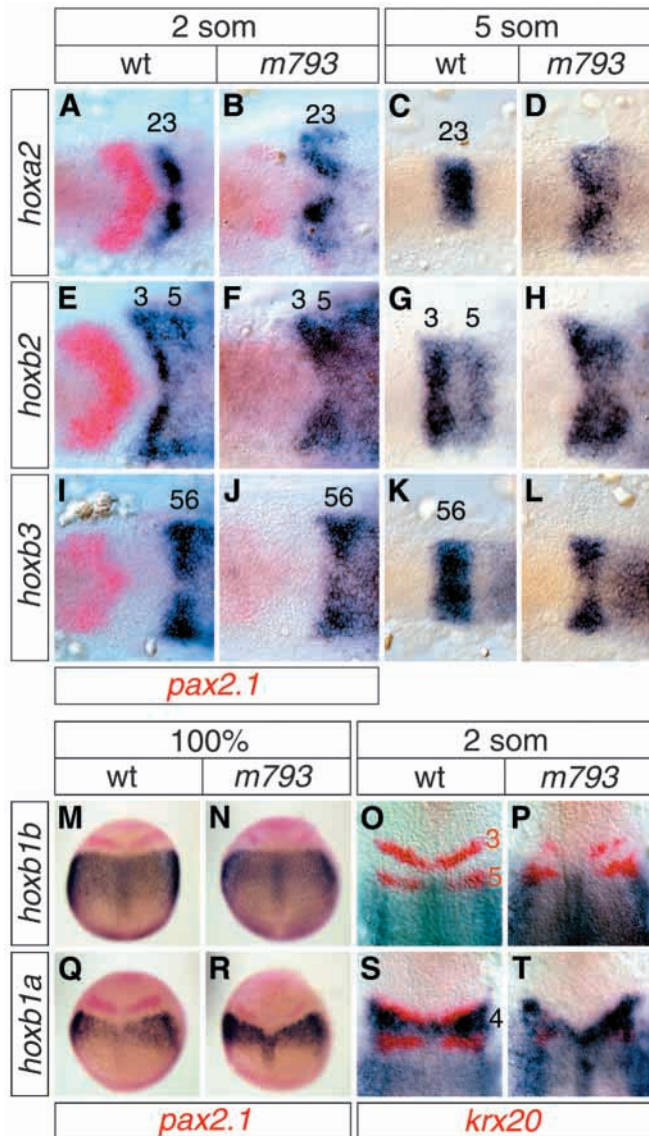 2 som 5 som
wt m793 wt m793
hoxa2
A B C D
23 23 23
hoxb2
E F G H
3 5 3 5 3 5
hoxb3
I J K L
56 56 56
pax2.1
100% 2 som
wt m793 wt m793
hoxb1b
M N O P
3
5
hoxb1a
Q R S T
4
pax2.1 krx20